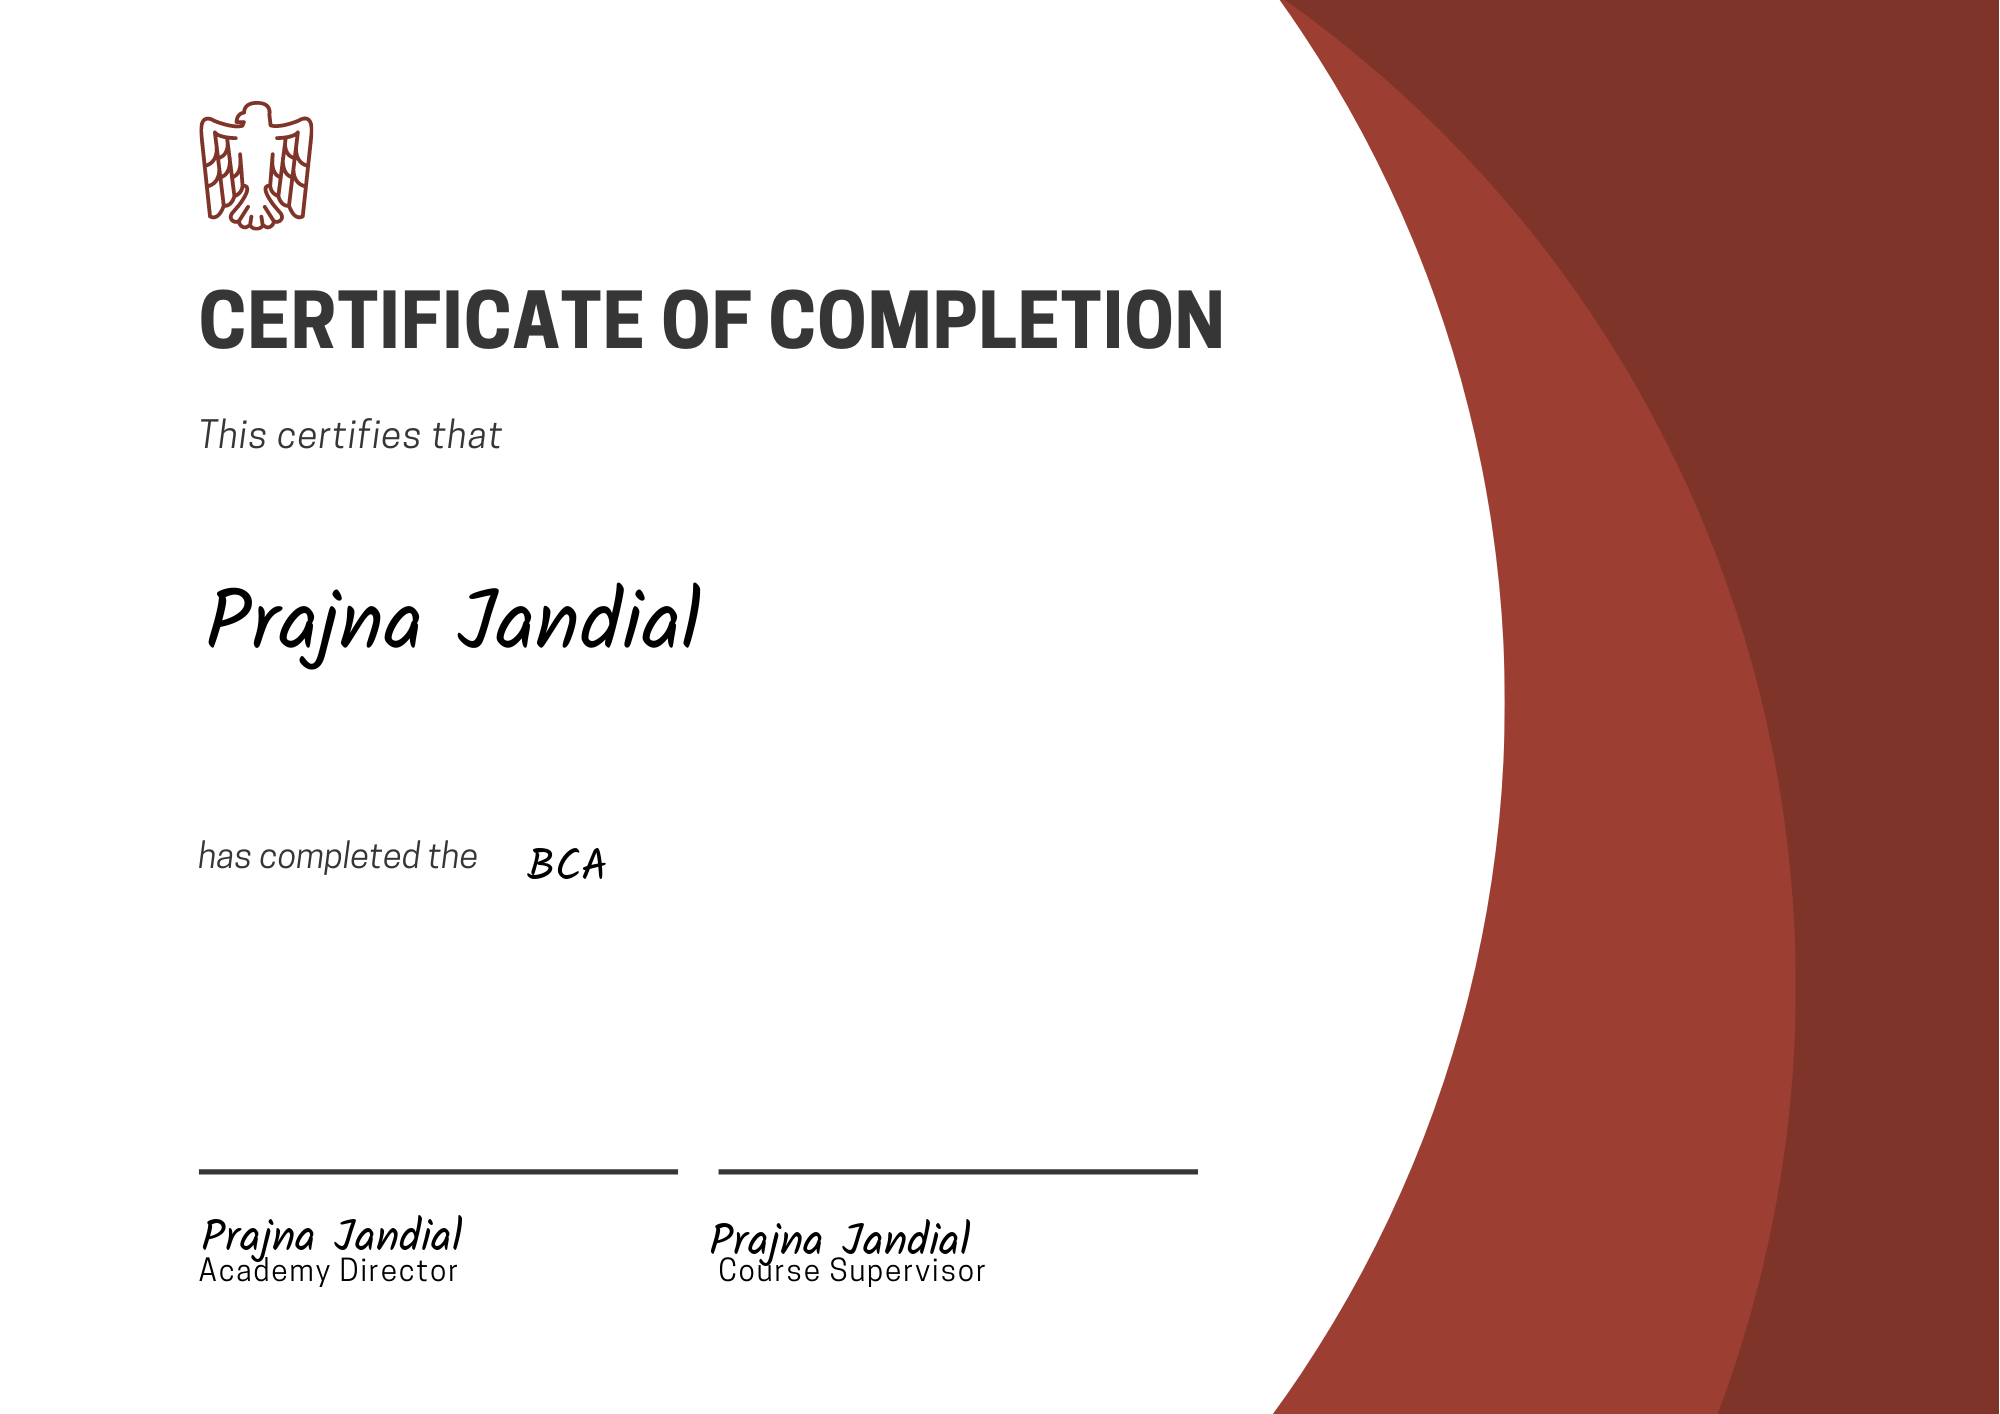 CERTIFICATE OF COMPLETION
This certifies that
Prajna Jandial
has completed the BCA
Prajna Jandial
Academy Director
Prajna Jandial
Course Supervisor